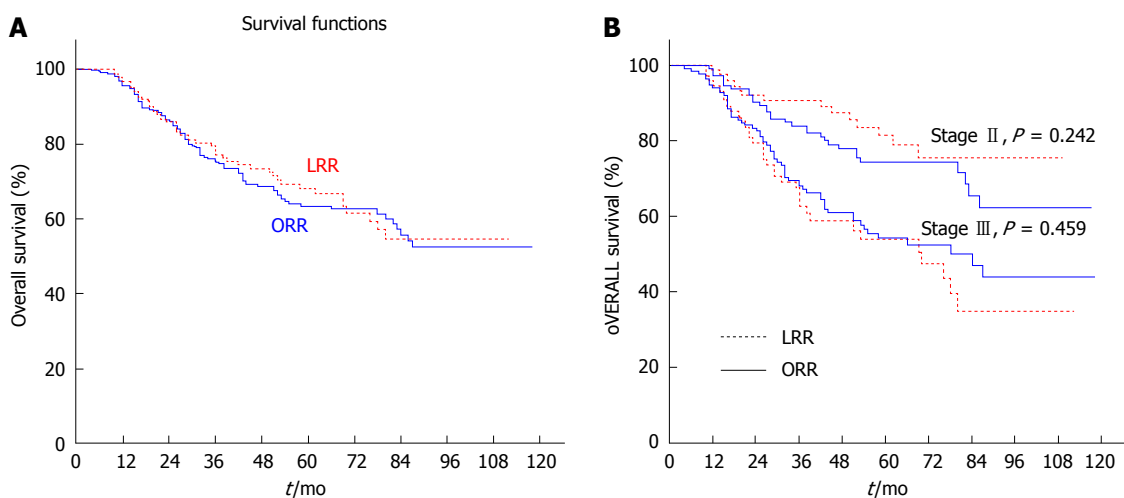 A
Survival functions
Overall survival (%)
100
80
60
40
20
0
LRR
ORR
0 12 24 36 48 60 72 84 96 108 120
t/mo
B
oVERALL survival (%)
100
80
60
40
20
0
Stage Ⅱ, P = 0.242
Stage Ⅲ, P = 0.459
LRR
ORR
0 12 24 36 48 60 72 84 96 108 120
t/mo